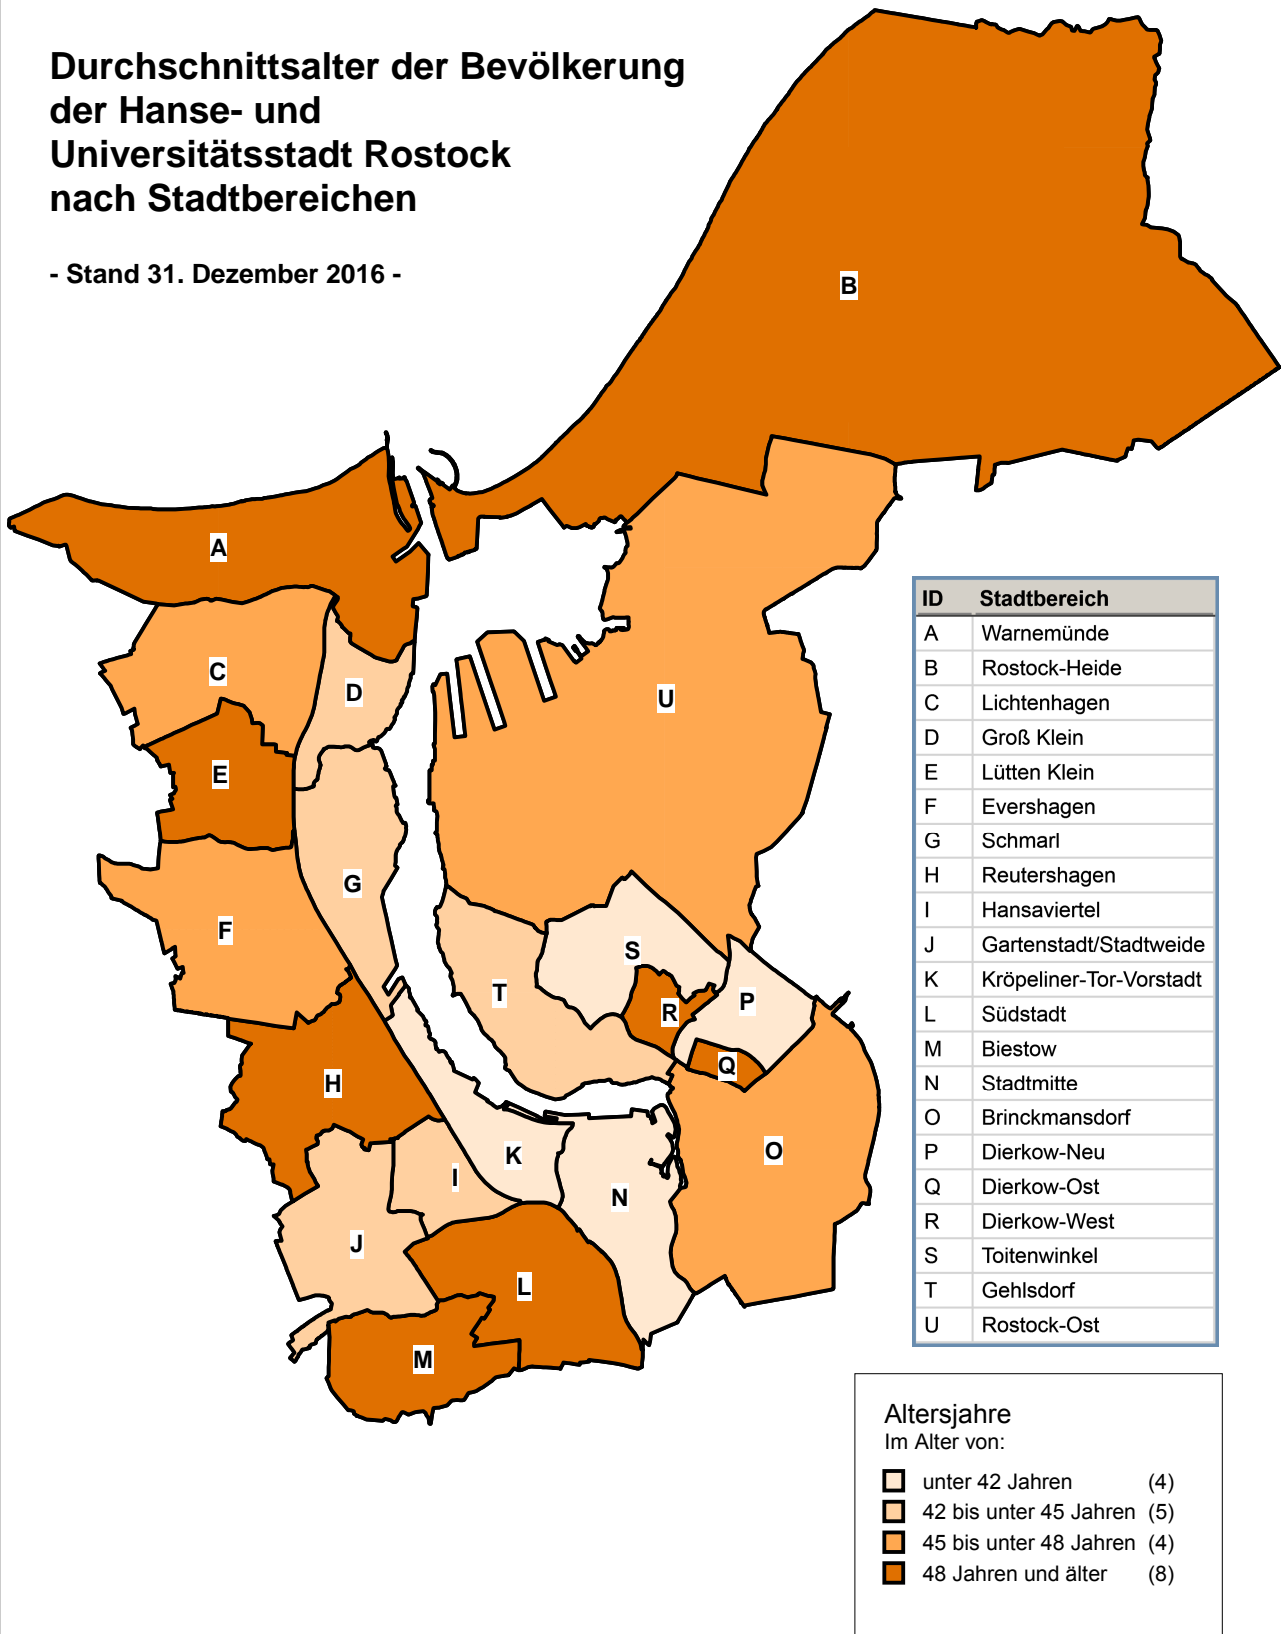 Durchschnittsalter der Bevölkerung
der Hanse- und
Universitätsstadt Rostock
nach Stadtbereichen
- Stand 31. Dezember 2016 -
B
A
C
D
U
E
G
F
S
T
R
P
Q
H
K
I
N
O
J
L
M
ID Stadtbereich
A Warnemünde
B Rostock-Heide
C Lichtenhagen
D Groß Klein
E Lütten Klein
F Evershagen
G Schmarl
H Reutershagen
I Hansaviertel
J Gartenstadt/Stadtweide
K Kröpeliner-Tor-Vorstadt
L Südstadt
M Biestow
N Stadtmitte
O Brinckmansdorf
P Dierkow-Neu
Q Dierkow-Ost
R Dierkow-West
S Toitenwinkel
T Gehlsdorf
U Rostock-Ost
Altersjahre
Im Alter von:
unter 42 Jahren (4)
42 bis unter 45 Jahren (5)
45 bis unter 48 Jahren (4)
48 Jahren und älter (8)